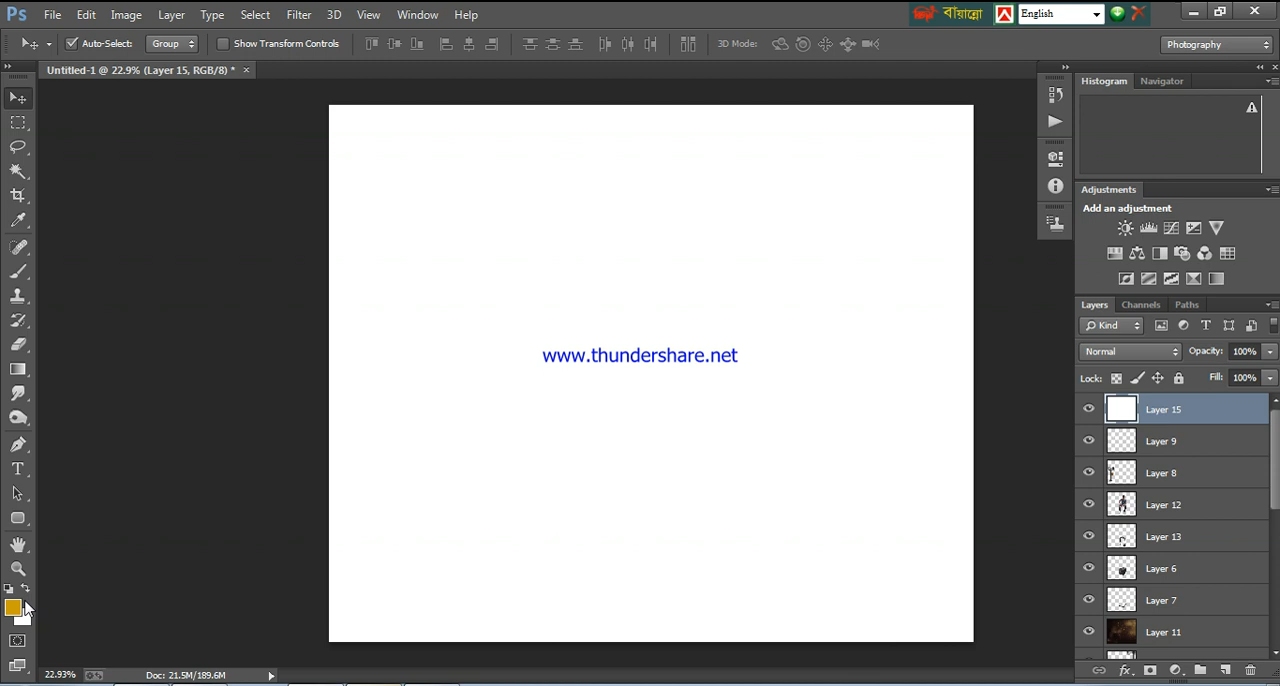 Ps File Edit Image Layer Type Select Filter 3D View Window Help
বায়ান্নো English
Auto-Select: Group Show Transform Controls 3D Mode: Photography
Untitled-1 @ 22.9% (Layer 15, RGB/8) * ×
Histogram Navigator
Adjustments
Add an adjustment
Layers Channels Paths
Kind
Normal Opacity: 100%
Lock: Fill: 100%
Layer 15
Layer 9
Layer 8
Layer 12
Layer 13
Layer 6
Layer 7
Layer 11
www.thundershare.net
22.93% Doc: 21.5M/189.6M